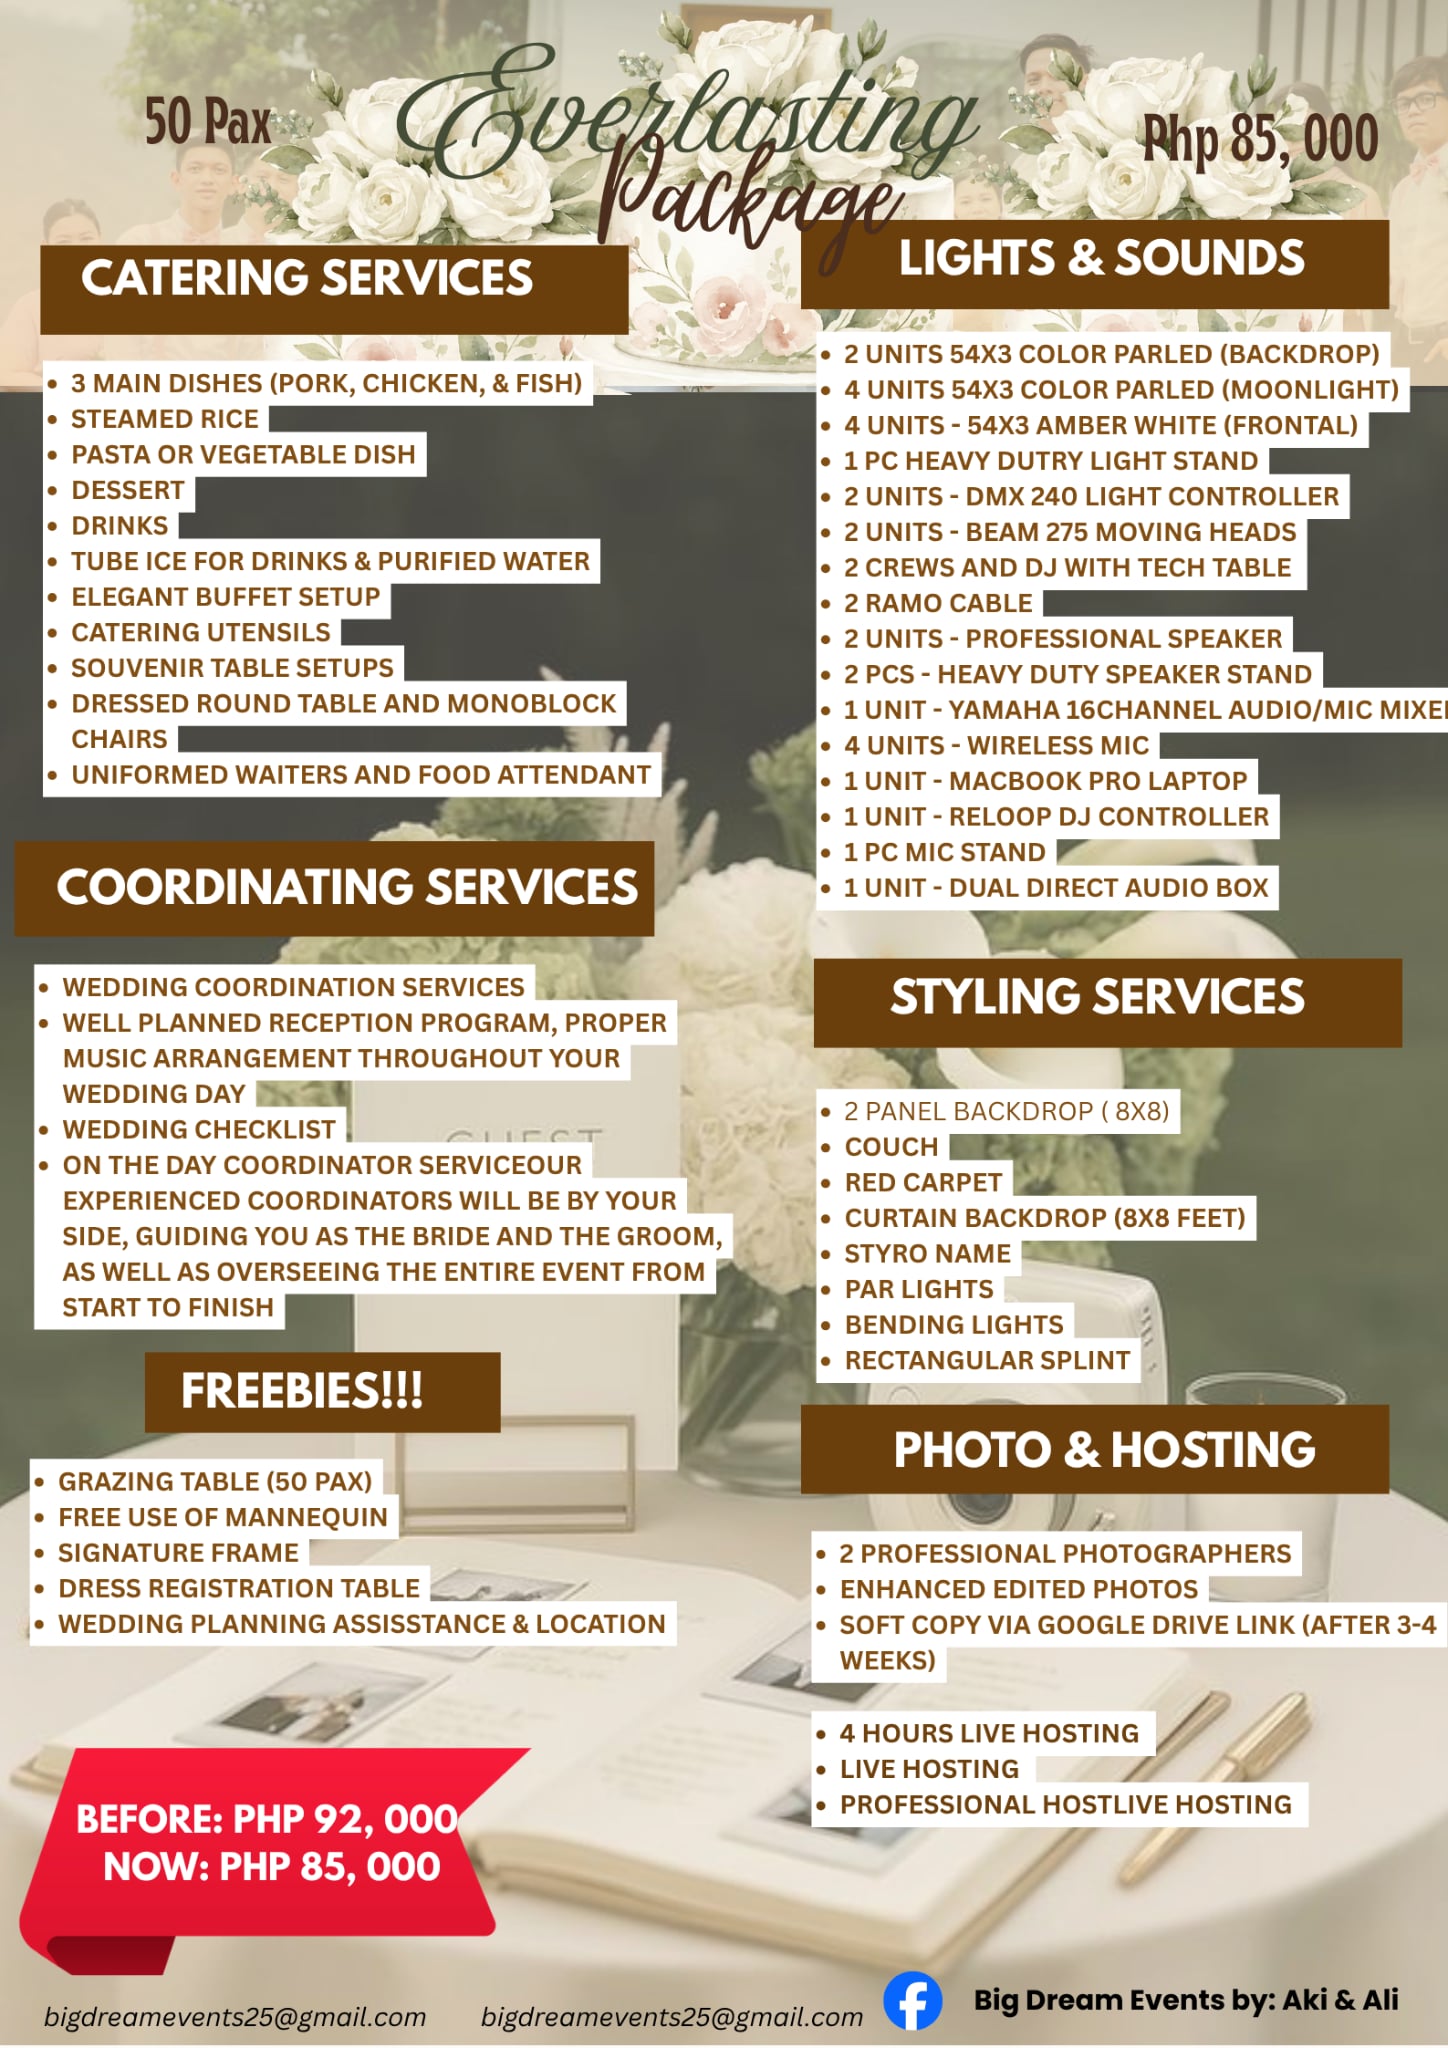 50 Pax
Everlasting
Package
Php 85, 000
CATERING SERVICES
• 3 MAIN DISHES (PORK, CHICKEN, & FISH)
• STEAMED RICE
• PASTA OR VEGETABLE DISH
• DESSERT
• DRINKS
• TUBE ICE FOR DRINKS & PURIFIED WATER
• ELEGANT BUFFET SETUP
• CATERING UTENSILS
• SOUVENIR TABLE SETUPS
• DRESSED ROUND TABLE AND MONOBLOCK
CHAIRS
• UNIFORMED WAITERS AND FOOD ATTENDANT
COORDINATING SERVICES
• WEDDING COORDINATION SERVICES
• WELL PLANNED RECEPTION PROGRAM, PROPER
MUSIC ARRANGEMENT THROUGHOUT YOUR
WEDDING DAY
• WEDDING CHECKLIST
• ON THE DAY COORDINATOR SERVICEOUR
EXPERIENCED COORDINATORS WILL BE BY YOUR
SIDE, GUIDING YOU AS THE BRIDE AND THE GROOM,
AS WELL AS OVERSEEING THE ENTIRE EVENT FROM
START TO FINISH
GUEST
FREEBIES!!!
• GRAZING TABLE (50 PAX)
• FREE USE OF MANNEQUIN
• SIGNATURE FRAME
• DRESS REGISTRATION TABLE
• WEDDING PLANNING ASSISSTANCE & LOCATION
BEFORE: PHP 92, 000
NOW: PHP 85, 000
LIGHTS & SOUNDS
• 2 UNITS 54X3 COLOR PARLED (BACKDROP)
• 4 UNITS 54X3 COLOR PARLED (MOONLIGHT)
• 4 UNITS - 54X3 AMBER WHITE (FRONTAL)
• 1 PC HEAVY DUTRY LIGHT STAND
• 2 UNITS - DMX 240 LIGHT CONTROLLER
• 2 UNITS - BEAM 275 MOVING HEADS
• 2 CREWS AND DJ WITH TECH TABLE
• 2 RAMO CABLE
• 2 UNITS - PROFESSIONAL SPEAKER
• 2 PCS - HEAVY DUTY SPEAKER STAND
• 1 UNIT - YAMAHA 16CHANNEL AUDIO/MIC MIXE
• 4 UNITS - WIRELESS MIC
• 1 UNIT - MACBOOK PRO LAPTOP
• 1 UNIT - RELOOP DJ CONTROLLER
• 1 PC MIC STAND
• 1 UNIT - DUAL DIRECT AUDIO BOX
STYLING SERVICES
• 2 PANEL BACKDROP ( 8X8)
• COUCH
• RED CARPET
• CURTAIN BACKDROP (8X8 FEET)
• STYRO NAME
• PAR LIGHTS
• BENDING LIGHTS
• RECTANGULAR SPLINT
PHOTO & HOSTING
• 2 PROFESSIONAL PHOTOGRAPHERS
• ENHANCED EDITED PHOTOS
• SOFT COPY VIA GOOGLE DRIVE LINK (AFTER 3-4
WEEKS)
• 4 HOURS LIVE HOSTING
• LIVE HOSTING
• PROFESSIONAL HOSTLIVE HOSTING
bigdreamevents25@gmail.com
bigdreamevents25@gmail.com
Big Dream Events by: Aki & Ali